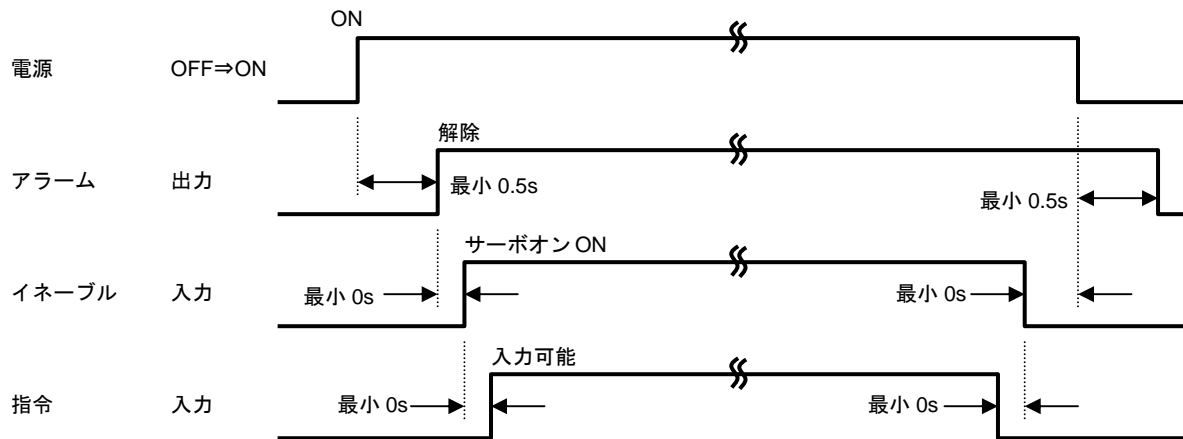 ON
電源 OFF⇒ON
解除
アラーム 出力 最小 0.5s 最小 0.5s
サーボオン ON
イネーブル 入力 最小 0s 最小 0s
入力可能
指令 入力 最小 0s 最小 0s